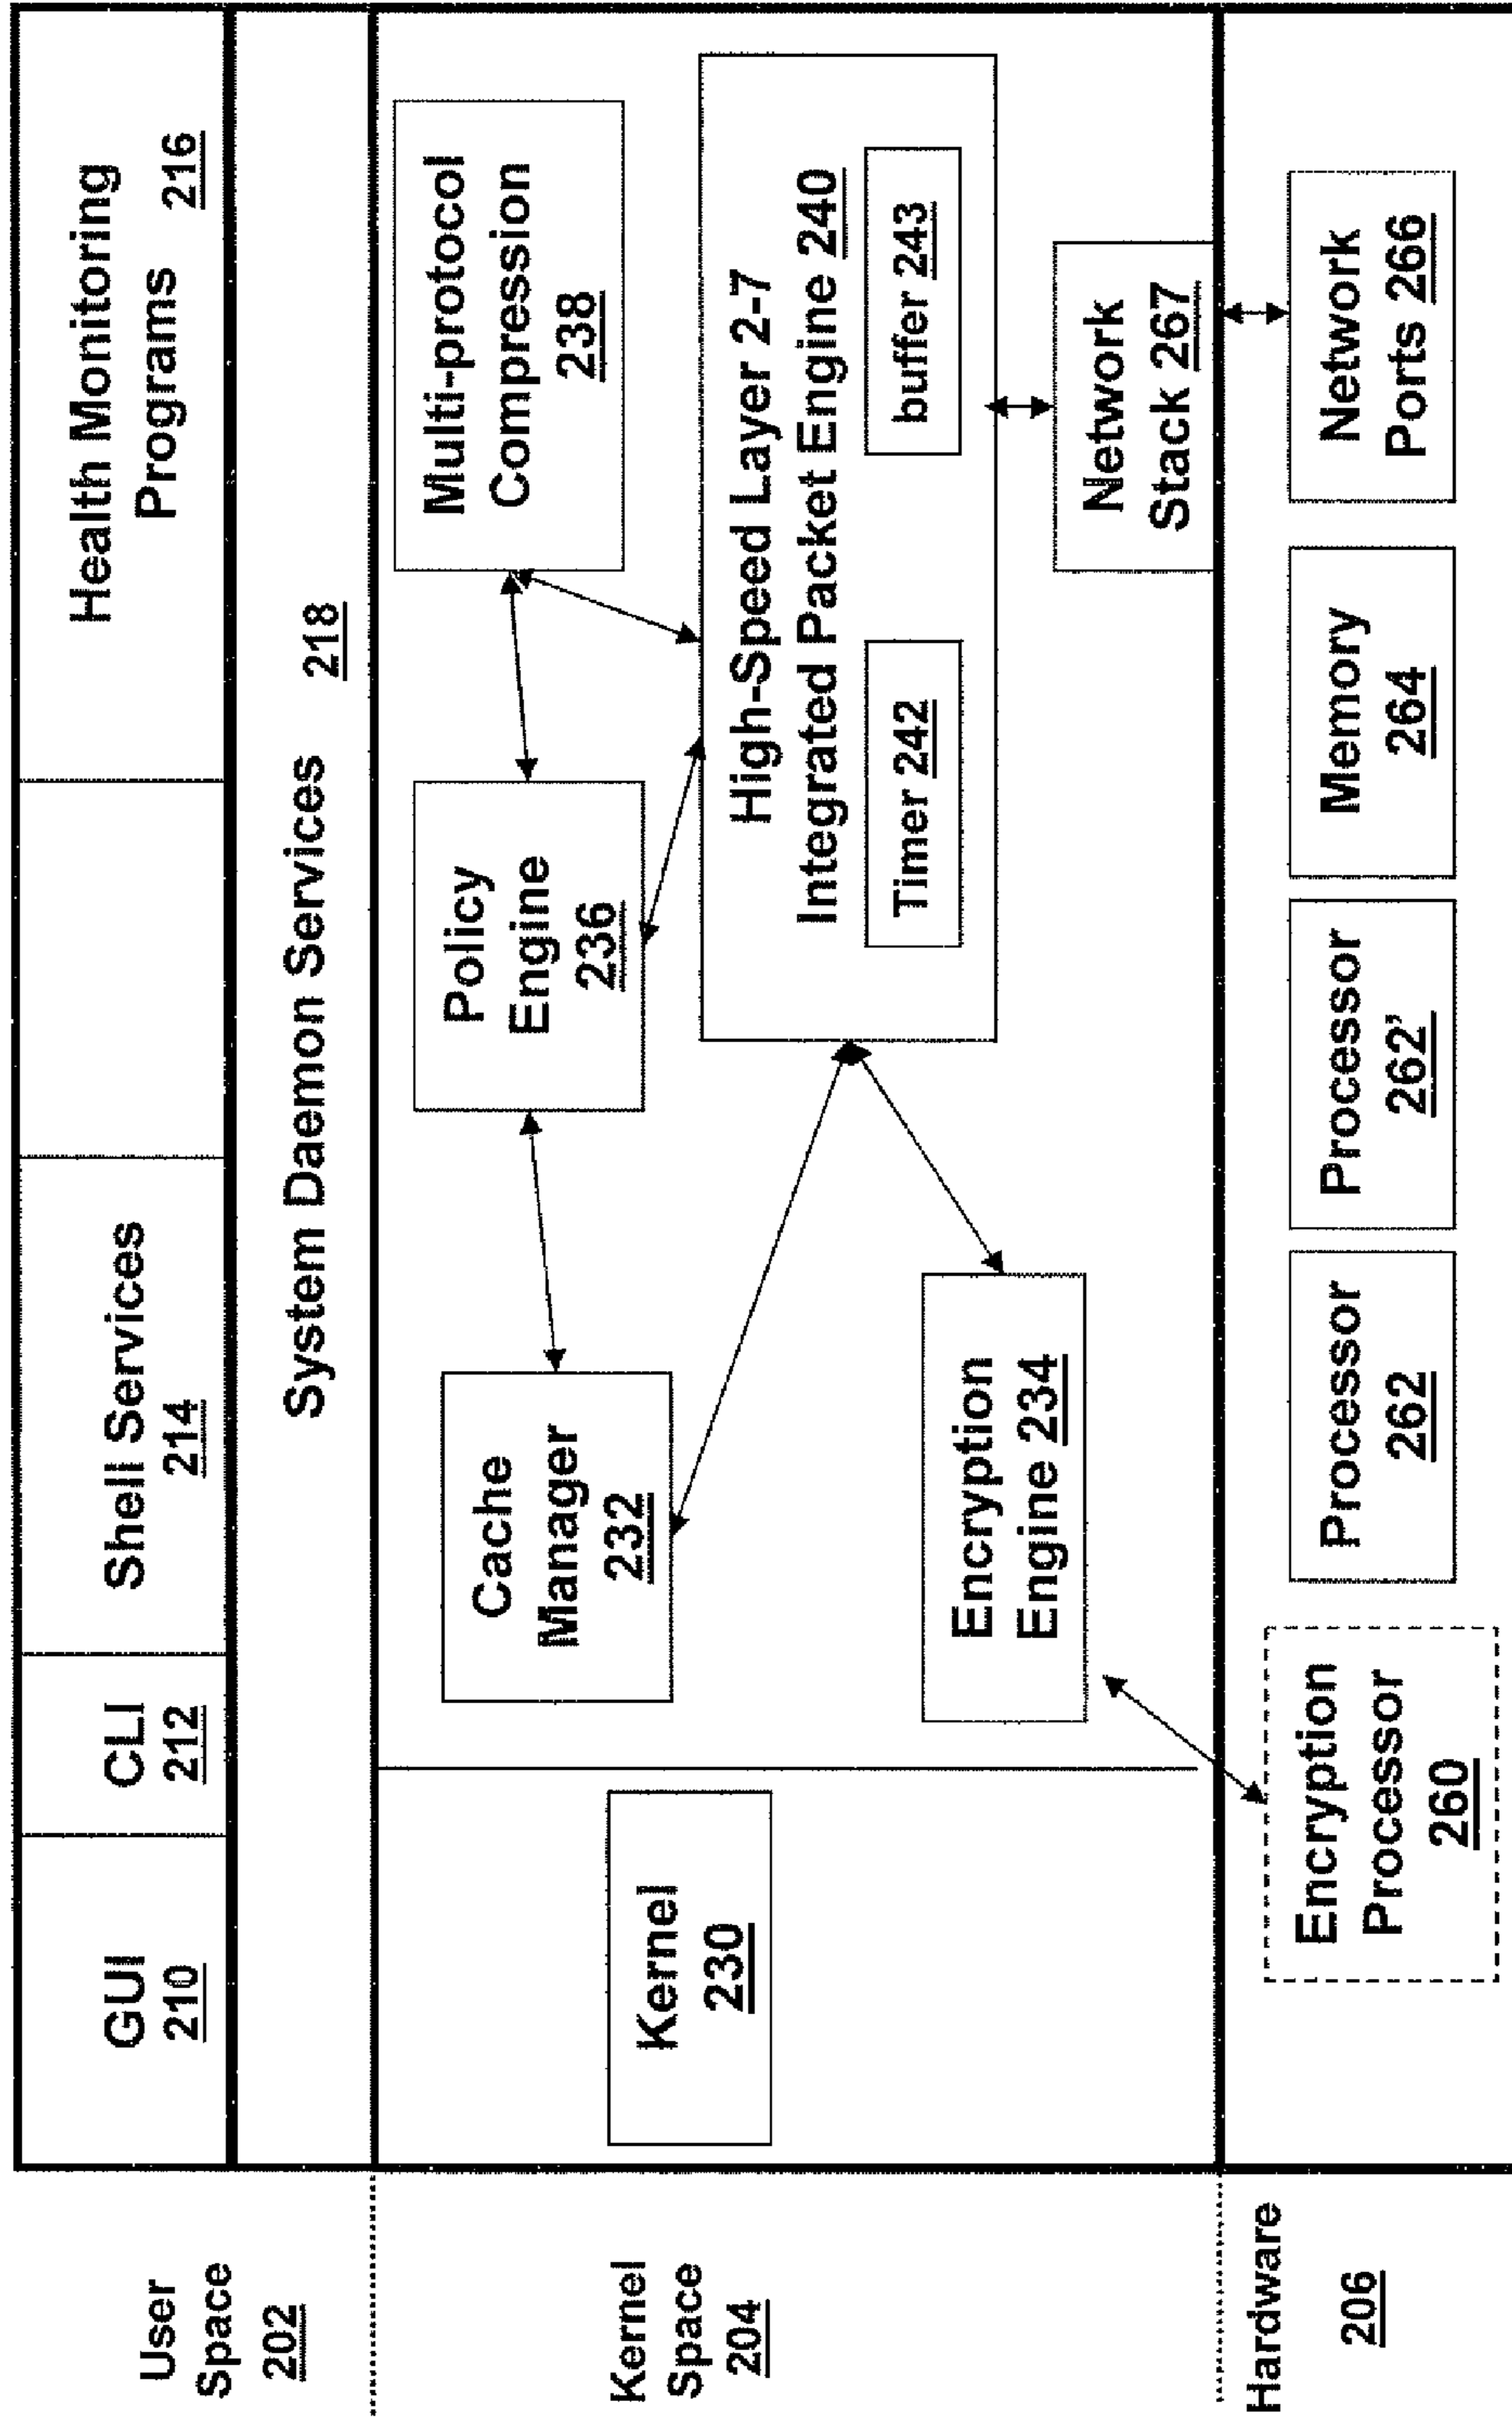 User
Space
202
GUI
210
CLI
212
Shell Services
214
Health Monitoring
Programs 216
System Daemon Services 218
Kernel
Space
204
Kernel
230
Cache
Manager
232
Policy
Engine
236
Multi-protocol
Compression
238
High-Speed Layer 2-7
Integrated Packet Engine 240
Timer 242
buffer 243
Encryption
Engine 234
Network
Stack 267
Hardware
206
Encryption
Processor
260
Processor
262
Processor
262’
Memory
264
Network
Ports 266